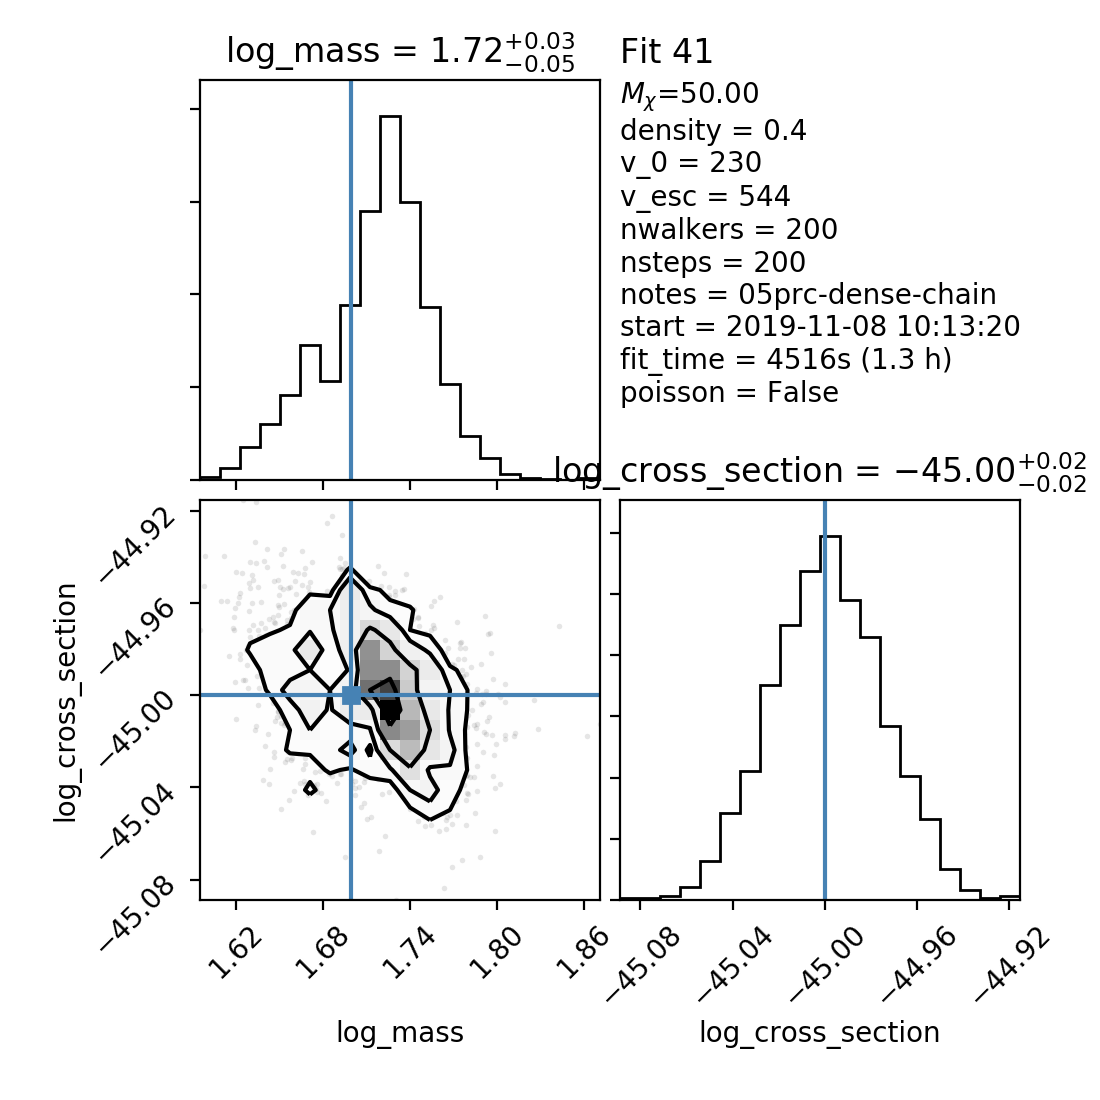 log_mass = 1.72+0.03 −0.05
Fit 41
Mχ=50.00
density = 0.4
v_0 = 230
v_esc = 544
nwalkers = 200
nsteps = 200
notes = 05prc-dense-chain
start = 2019-11-08 10:13:20
fit_time = 4516s (1.3 h)
poisson = False
log_cross_section = −45.00+0.02 −0.02
−44.92
−44.96
−45.00
−45.04
−45.08
log_cross_section
1.62
1.68
1.74
1.80
1.86
log_mass
−45.08
−45.04
−45.00
−44.96
−44.92
log_cross_section